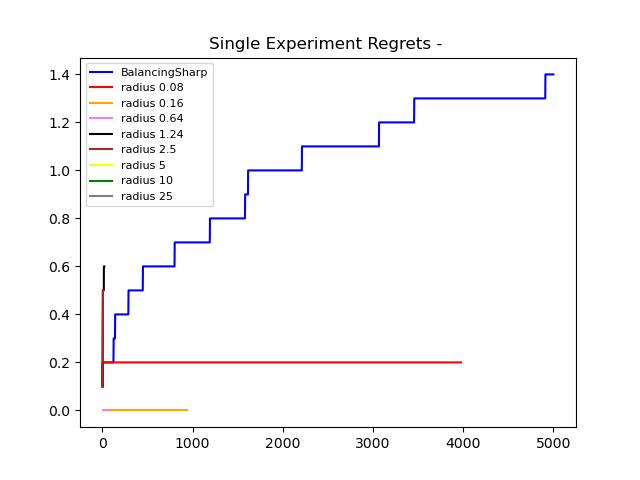 Single Experiment Regrets -
BalancingSharp
radius 0.08
radius 0.16
radius 0.64
radius 1.24
radius 2.5
radius 5
radius 10
radius 25
1.4
1.2
1.0
0.8
0.6
0.4
0.2
0.0
0 1000 2000 3000 4000 5000